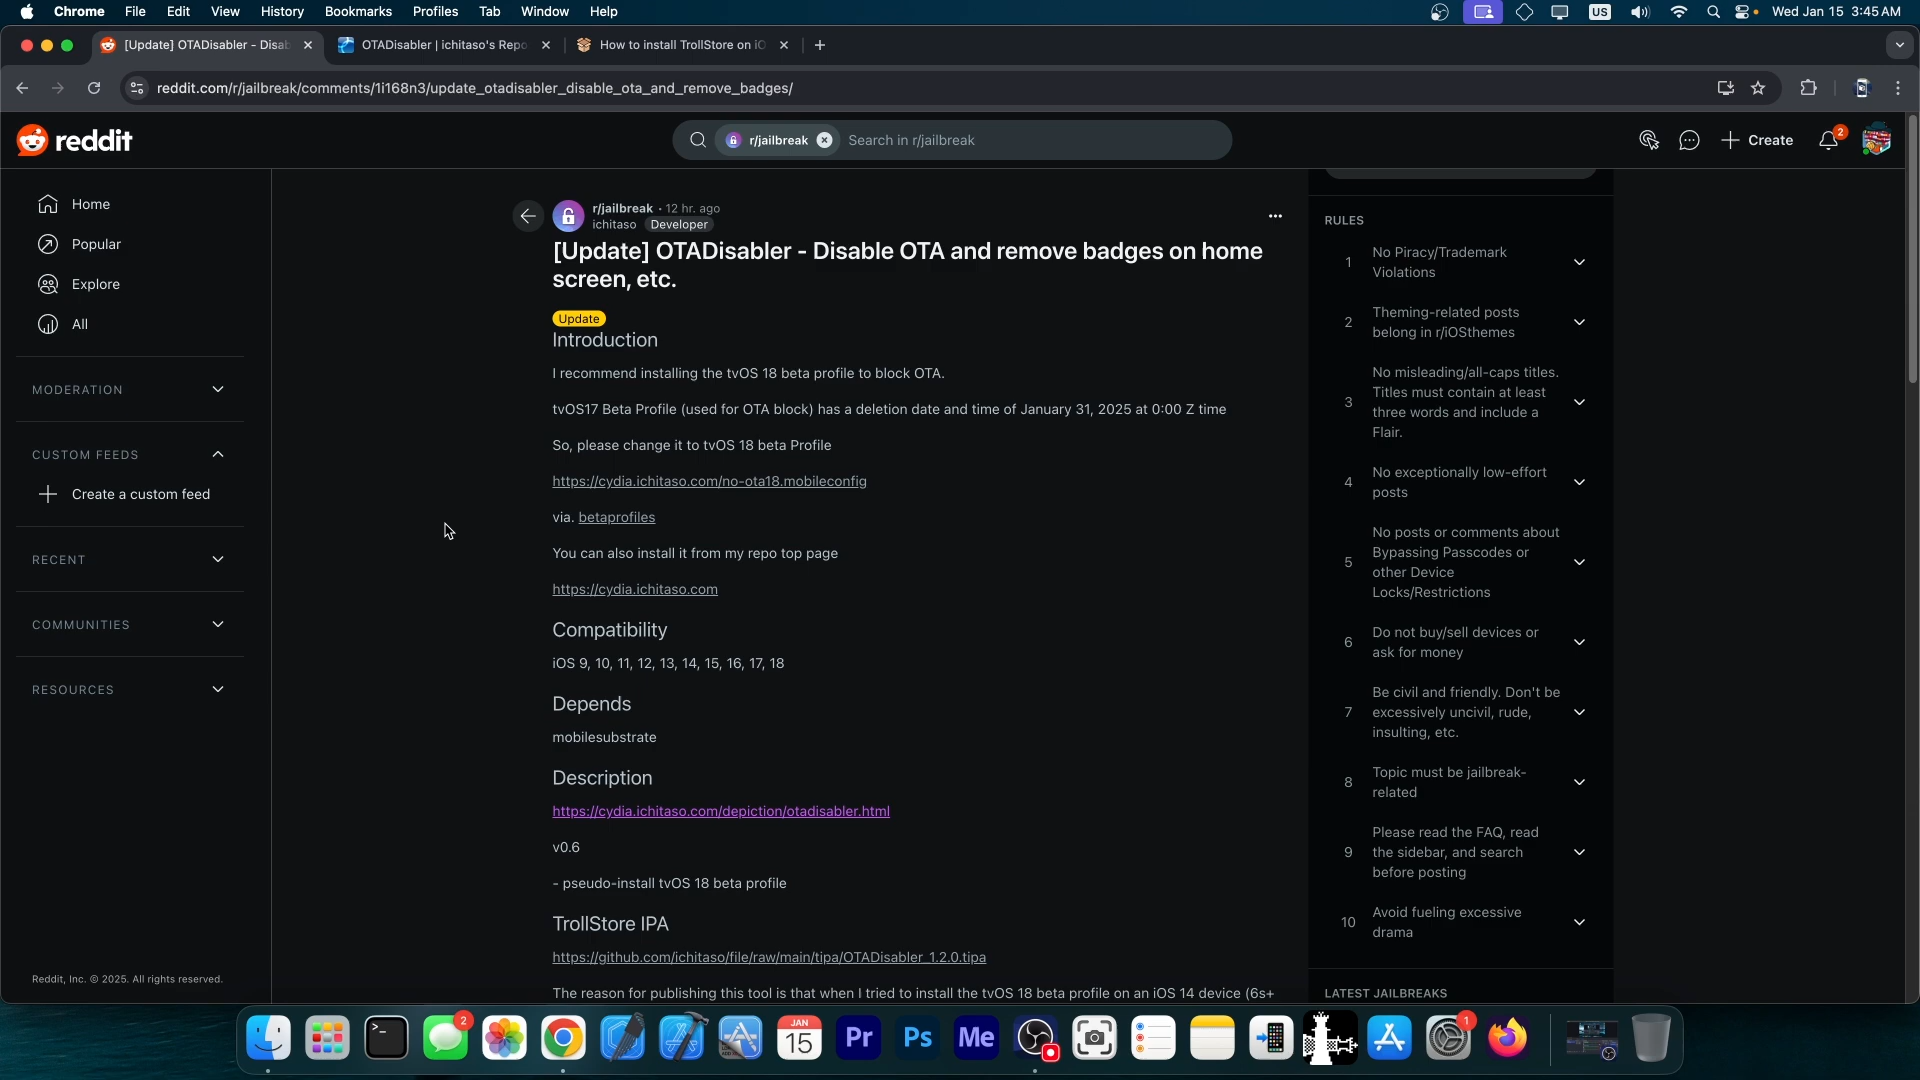 Chrome File Edit View History Bookmarks Profiles Tab Window Help
US Wed Jan 15 3:45 AM
[Update] OTADisabler - Disab
OTADisabler | ichitaso's Repo
How to install TrollStore on iO
reddit.com/r/jailbreak/comments/1i168n3/update_otadisabler_disable_ota_and_remove_badges/
reddit
r/jailbreak
Search in r/jailbreak
Create
2
Home
Popular
Explore
All
MODERATION
CUSTOM FEEDS
Create a custom feed
RECENT
COMMUNITIES
RESOURCES
Reddit, Inc. © 2025. All rights reserved.
r/jailbreak • 12 hr. ago
ichitaso Developer
[Update] OTADisabler - Disable OTA and remove badges on home
screen, etc.
Update
Introduction
I recommend installing the tvOS 18 beta profile to block OTA.
tvOS17 Beta Profile (used for OTA block) has a deletion date and time of January 31, 2025 at 0:00 Z time
So, please change it to tvOS 18 beta Profile
https://cydia.ichitaso.com/no-ota18.mobileconfig
via. betaprofiles
You can also install it from my repo top page
https://cydia.ichitaso.com
Compatibility
iOS 9, 10, 11, 12, 13, 14, 15, 16, 17, 18
Depends
mobilesubstrate
Description
https://cydia.ichitaso.com/depiction/otadisabler.html
v0.6
- pseudo-install tvOS 18 beta profile
TrollStore IPA
https://github.com/ichitaso/file/raw/main/tipa/OTADisabler_1.2.0.tipa
The reason for publishing this tool is that when I tried to install the tvOS 18 beta profile on an iOS 14 device (6s+
RULES
1 No Piracy/Trademark
Violations
2 Theming-related posts
belong in r/iOSthemes
3 No misleading/all-caps titles.
Titles must contain at least
three words and include a
Flair.
4 No exceptionally low-effort
posts
5 No posts or comments about
Bypassing Passcodes or
other Device
Locks/Restrictions
6 Do not buy/sell devices or
ask for money
7 Be civil and friendly. Don't be
excessively uncivil, rude,
insulting, etc.
8 Topic must be jailbreak-
related
9 Please read the FAQ, read
the sidebar, and search
before posting
10 Avoid fueling excessive
drama
LATEST JAILBREAKS
2
JAN
15
Pr
Ps
Me
1